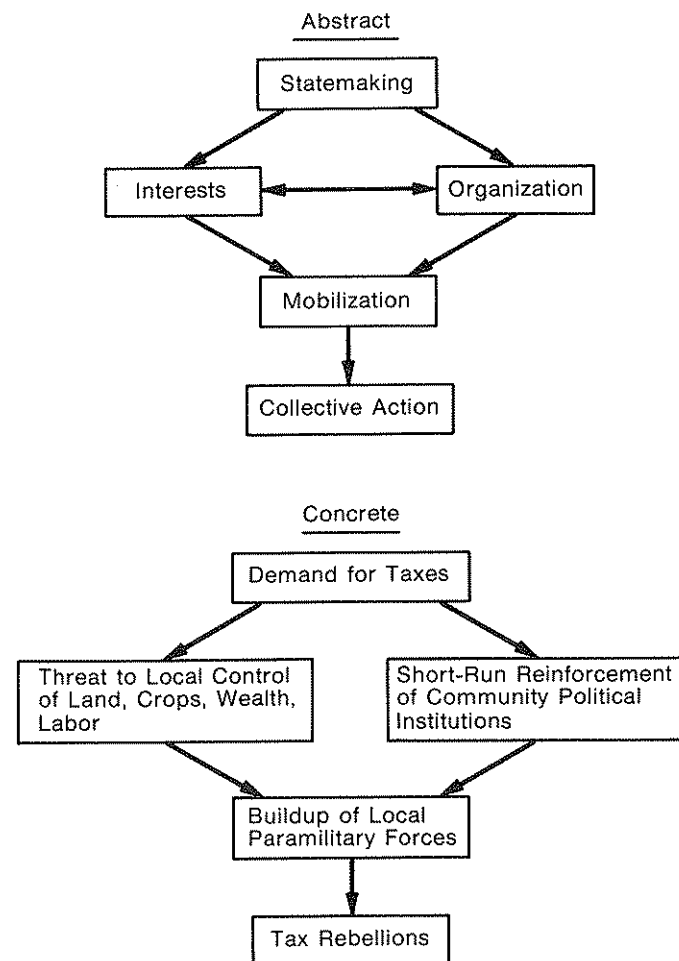 Abstract
Statemaking
Interests
Organization
Mobilization
Collective Action
Concrete
Demand for Taxes
Threat to Local Control
of Land, Crops, Wealth,
Labor
Short-Run Reinforcement
of Community Political
Institutions
Buildup of Local
Paramilitary Forces
Tax Rebellions